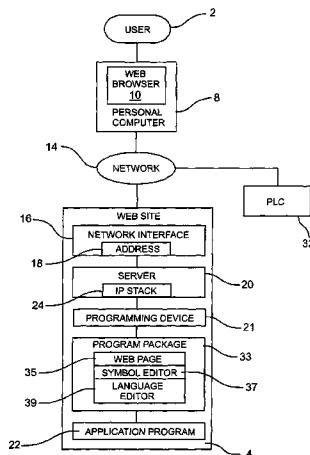 2
USER
WEB
BROWSER
10
PERSONAL
COMPUTER
8
14
NETWORK
PLC
32
WEB SITE
16
NETWORK INTERFACE
18
ADDRESS
SERVER
20
24
IP STACK
PROGRAMMING DEVICE
21
PROGRAM PACKAGE
33
35
WEB PAGE
SYMBOL EDITOR
37
39
LANGUAGE
EDITOR
22
APPLICATION PROGRAM
4